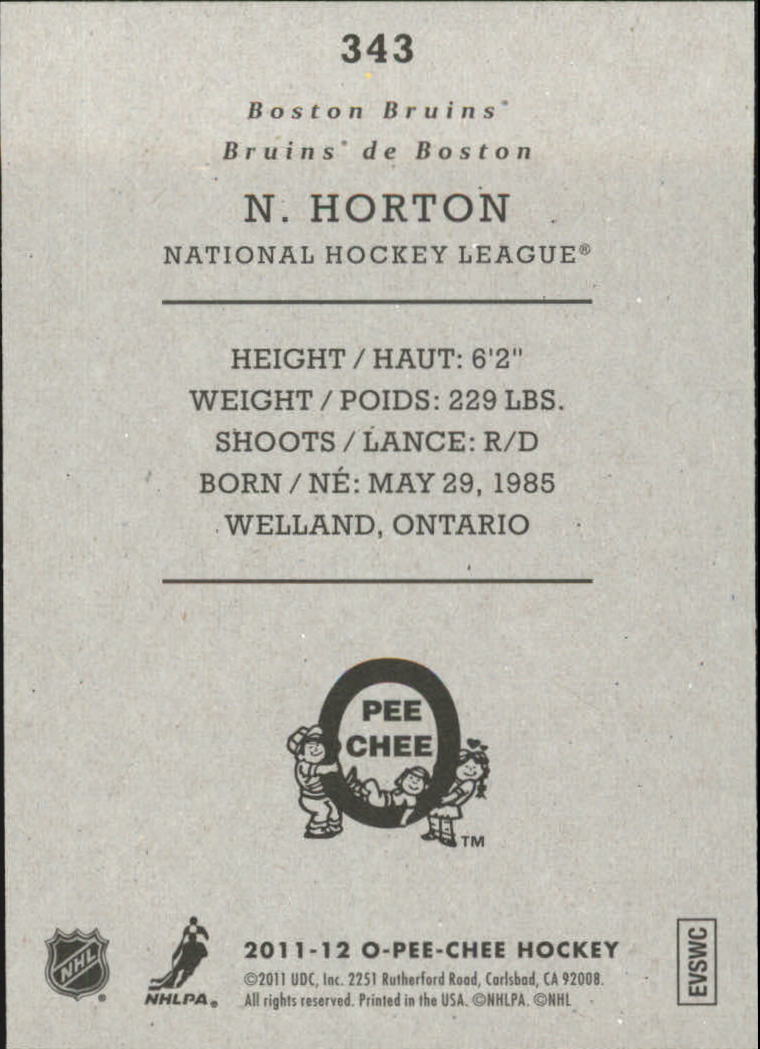 343
Boston Bruins
Bruins de Boston
N. HORTON
NATIONAL HOCKEY LEAGUE®
HEIGHT / HAUT: 6'2"
WEIGHT / POIDS: 229 LBS.
SHOOTS / LANCE: R/D
BORN / NÉ: MAY 29, 1985
WELLAND, ONTARIO
PEE
CHEE
TM
NHL
®
NHLPA®
2011-12 O-PEE-CHEE HOCKEY
©2011 UDC, Inc. 2251 Rutherford Road, Carlsbad, CA 92008.
All rights reserved. Printed in the USA. ©NHLPA. ©NHL
EVSWC